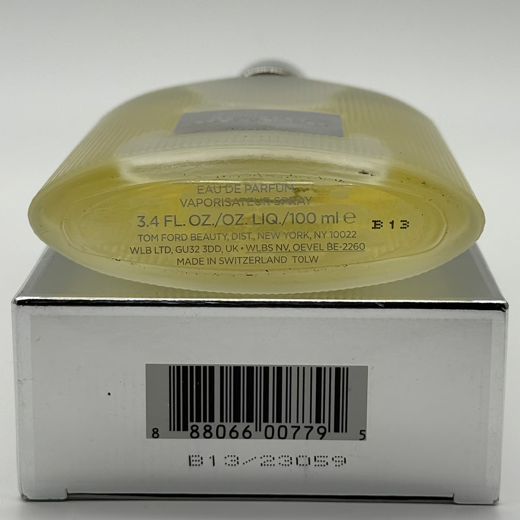 EAU DE PARFUM
VAPORISATEUR SPRAY
3.4 FL. OZ./OZ. LIQ./100 ml ℮
B13
TOM FORD BEAUTY, DIST., NEW YORK, NY 10022
WLB LTD, GU32 3DD, UK • WLBS NV, OEVEL BE-2260
MADE IN SWITZERLAND TOLW
8 88066 00779 5
B13/23059